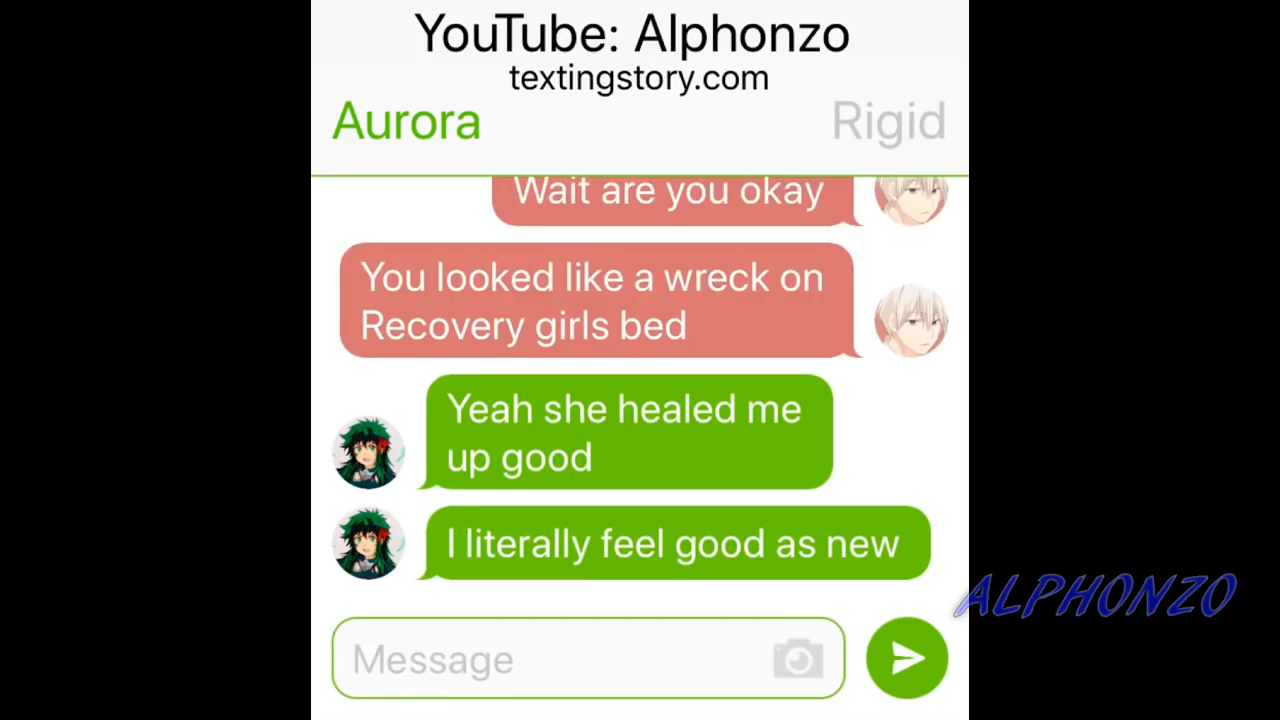 YouTube: Alphonzo
textingstory.com
Aurora
Rigid
Wait are you okay
You looked like a wreck on
Recovery girls bed
Yeah she healed me
up good
I literally feel good as new
ALPHONZO
Message